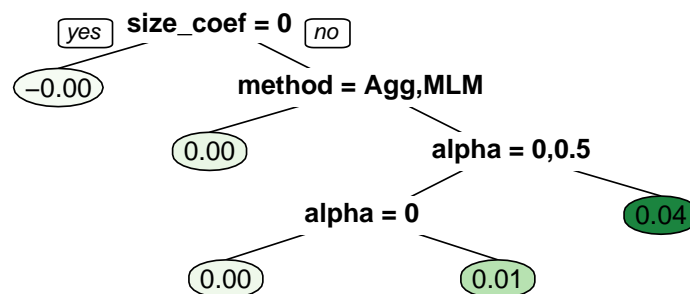 size_coef = 0
yes
no
−0.00
method = Agg,MLM
0.00
alpha = 0,0.5
alpha = 0
0.04
0.00
0.01